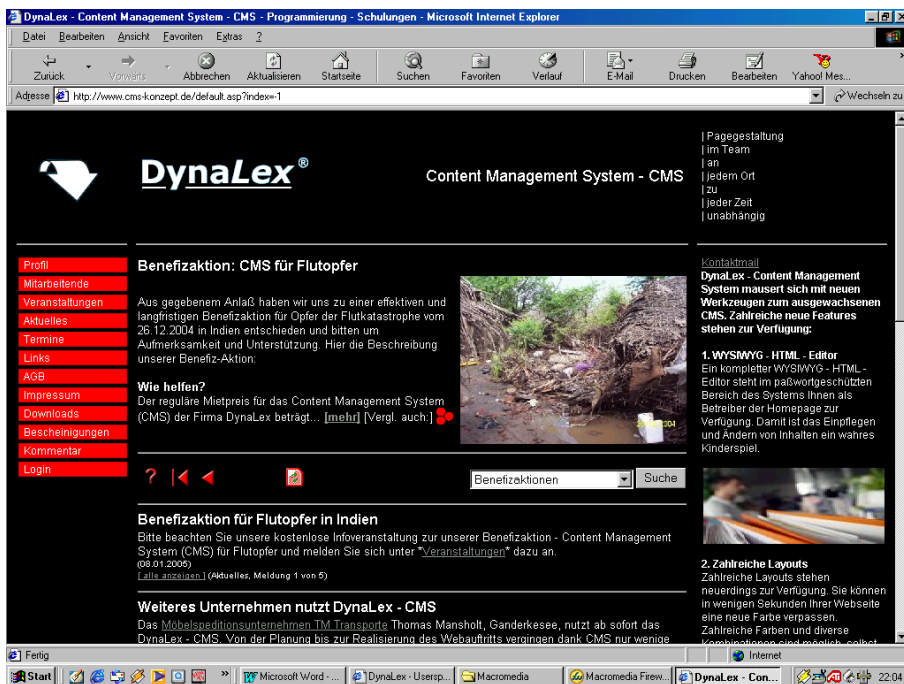 DynaLex - Content Management System - CMS - Programmierung - Schulungen - Microsoft Internet Explorer
Datei Bearbeiten Ansicht Favoriten Extras ?
Zurück Vorwärts Abbrechen Aktualisieren Startseite Suchen Favoriten Verlauf E-Mail Drucken Bearbeiten Yahoo! Mes...
Adresse http://www.cms-konzept.de/default.asp?index=-1 Wechseln zu
DynaLex®
Content Management System - CMS
| Pagegestaltung
| im Team
| an
| jedem Ort
| zu
| jeder Zeit
| unabhängig
Profil
Mitarbeitende
Veranstaltungen
Aktuelles
Termine
Links
AGB
Impressum
Downloads
Bescheinigungen
Kommentar
Login
Benefizaktion: CMS für Flutopfer
Aus gegebenem Anlaß haben wir uns zu einer effektiven und
langfristigen Benefizaktion für Opfer der Flutkatastrophe vom
26.12.2004 in Indien entschieden und bitten um
Aufmerksamkeit und Unterstützung. Hier die Beschreibung
unserer Benefiz-Aktion:
Wie helfen?
Der reguläre Mietpreis für das Content Management System
(CMS) der Firma DynaLex beträgt... [mehr] [Vergl. auch:]
?
Benefizaktionen
Suche
Benefizaktion für Flutopfer in Indien
Bitte beachten Sie unsere kostenlose Infoveranstaltung zur unserer Benefizaktion - Content Management
System (CMS) für Flutopfer und melden Sie sich unter "Veranstaltungen" dazu an.
(08.01.2005)
[ alle anzeigen ] (Aktuelles, Meldung 1 von 5)
Weiteres Unternehmen nutzt DynaLex - CMS
Das Möbelspeditionsunternehmen TM Transporte Thomas Mansholt, Ganderkesee, nutzt ab sofort das
DynaLex - CMS. Von der Planung bis zur Realisierung des Webauftritts vergingen dank CMS nur wenige
Kontaktmail
DynaLex - Content Management
System mausert sich mit neuen
Werkzeugen zum ausgewachsenen
CMS. Zahlreiche neue Features
stehen zur Verfügung:
1. WYSIWYG - HTML - Editor
Ein kompletter WYSIWYG - HTML -
Editor steht im paßwortgeschützten
Bereich des Systems Ihnen als
Betreiber der Homepage zur
Verfügung. Damit ist das Einpflegen
und Ändern von Inhalten ein wahres
Kinderspiel.
2. Zahlreiche Layouts
Zahlreiche Layouts stehen
neuerdings zur Verfügung. Sie können
in wenigen Sekunden Ihrer Webseite
eine neue Farbe verpassen.
Zahlreiche Farben und diverse
Kombinationen sind möglich, selbst
Fertig
Internet
Start
Microsoft Word - ...
DynaLex - Usersp...
Macromedia
Macromedia Firew...
DynaLex - Con...
22:04